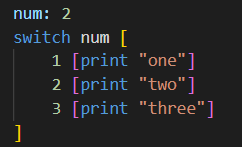 num: 2
switch num [
    1 [print "one"]
    2 [print "two"]
    3 [print "three"]
]